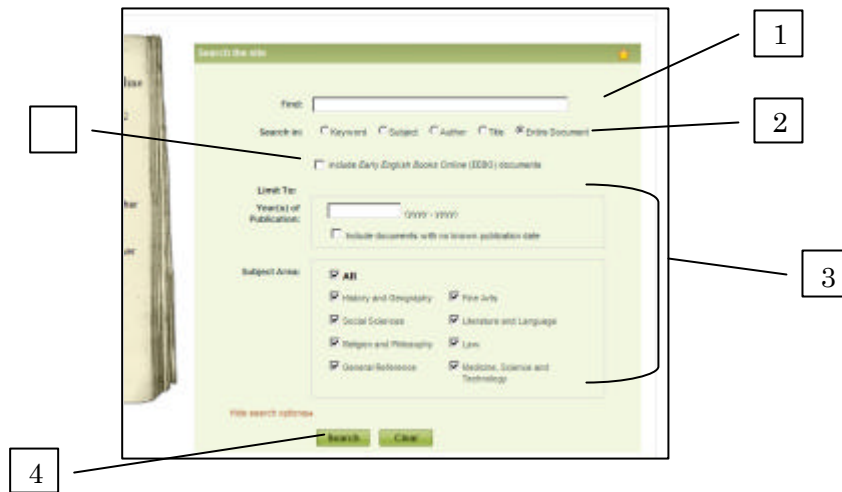 1
Search the site
Find:
2
Search in: Keyword Subject Author Title Entire Document
Include Early English Books Online (EEBO) documents
Limit To:
Year(s) of Publication: (yyyy - yyyy)
Include documents with no known publication date
3
Subject Area: All
History and Geography Fine Arts
Social Sciences Literature and Language
Religion and Philosophy Law
General Reference Medicine, Science and
Technology
Hide search options
Search Clear
4